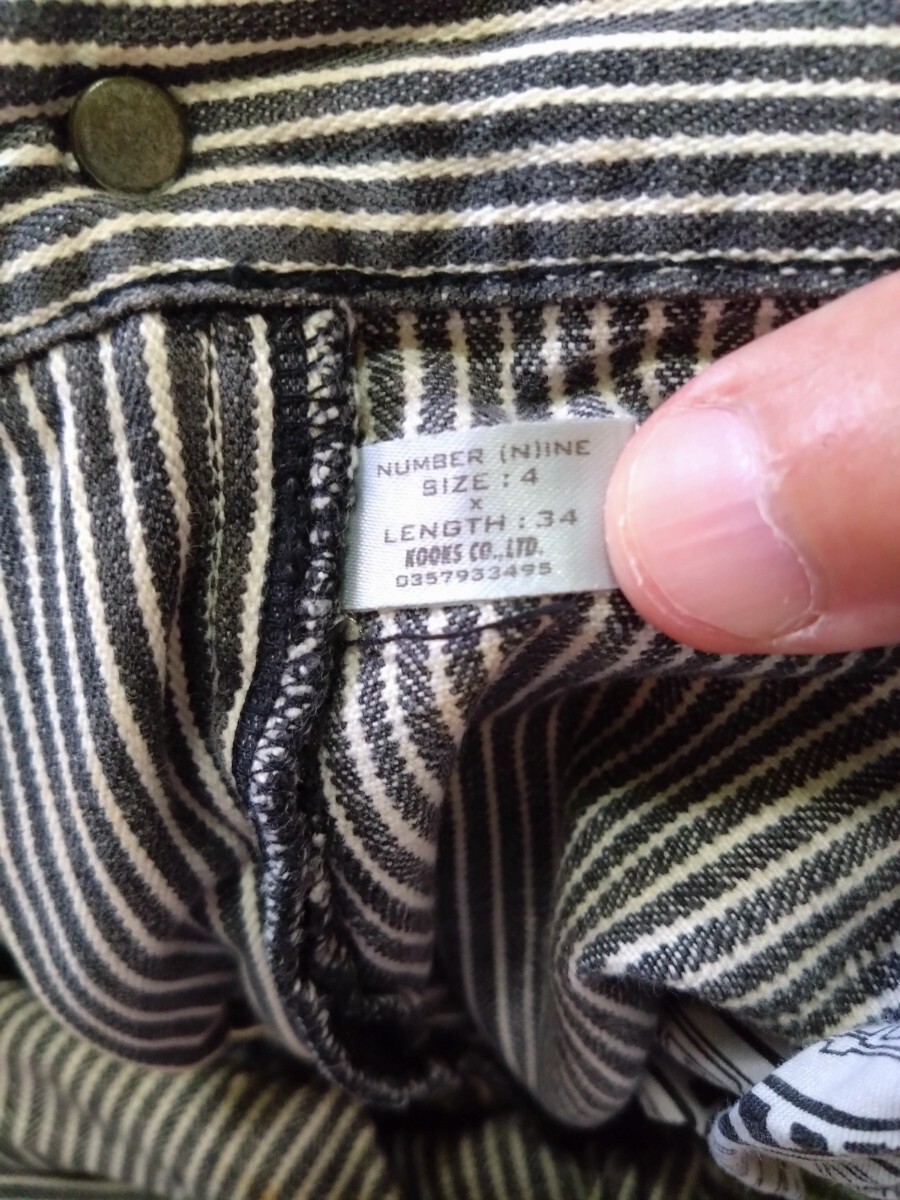 NUMBER (N)INE
SIZE : 4
x
LENGTH : 34
KOOKS CO.,LTD.
0357933495